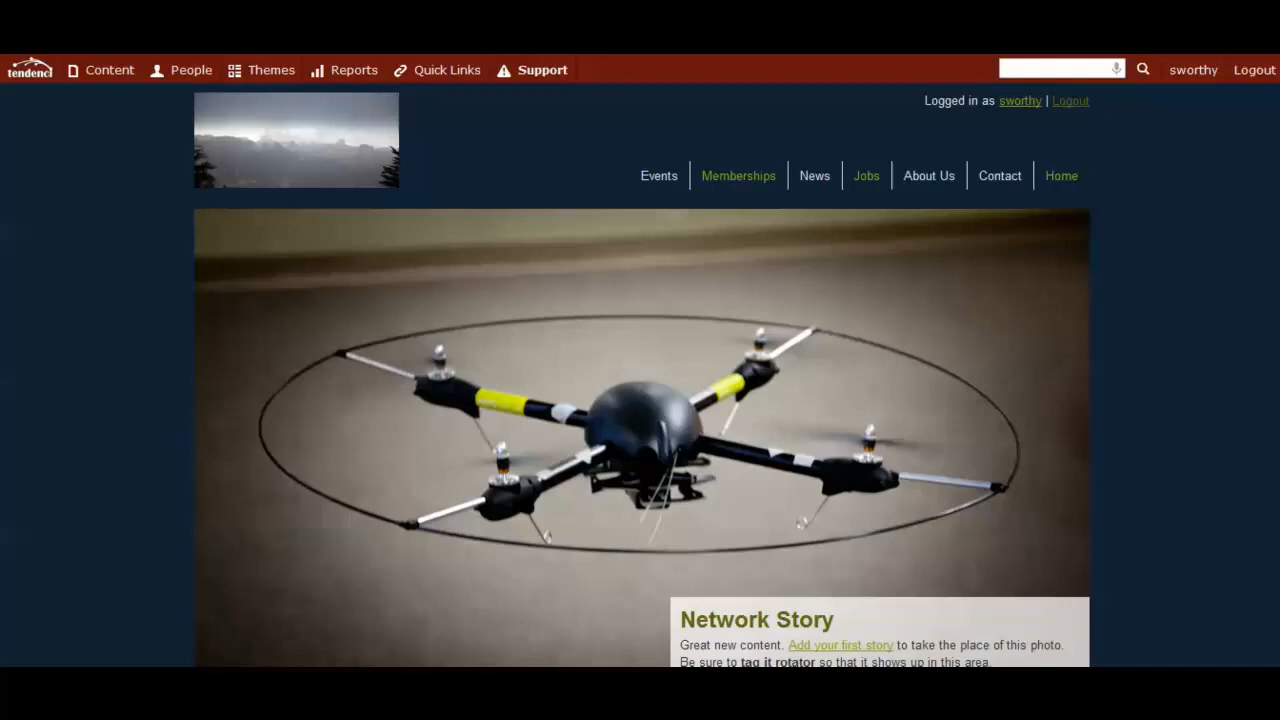 tendenci Content People Themes Reports Quick Links Support sworthy Logout
Logged in as sworthy | Logout
Events Memberships News Jobs About Us Contact Home
Network Story
Great new content. Add your first story to take the place of this photo.
Be sure to tag it rotator so that it shows up in this area.